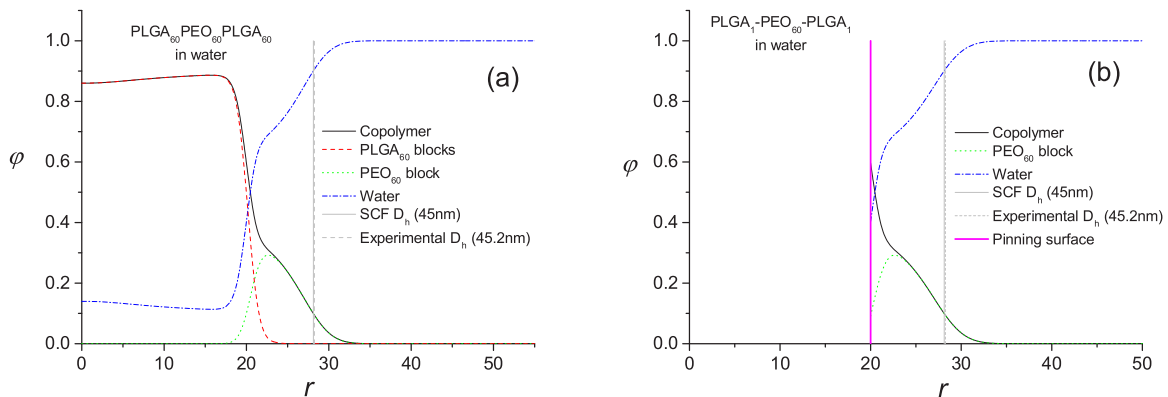 PLGA₆₀PEO₆₀PLGA₆₀
in water
(a)
Copolymer
PLGA₆₀ blocks
PEO₆₀ block
Water
SCF Dₕ (45nm)
Experimental Dₕ (45.2nm)
φ
1.0
0.8
0.6
0.4
0.2
0.0
0 10 20 30 40 50
r
PLGA₁-PEO₆₀-PLGA₁
in water
(b)
Copolymer
PEO₆₀ block
Water
SCF Dₕ (45nm)
Experimental Dₕ (45.2nm)
Pinning surface
φ
1.0
0.8
0.6
0.4
0.2
0.0
0 10 20 30 40 50
r